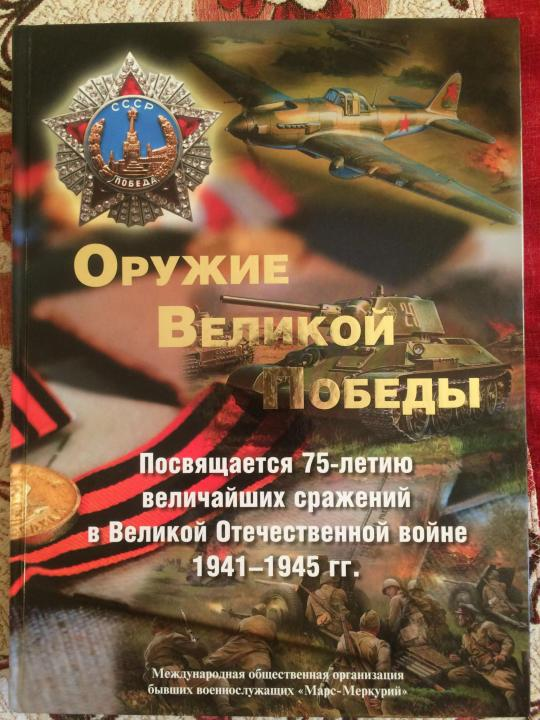 СССР
ПОБЕДА
Оружие
Великой
Победы
Посвящается 75-летию
величайших сражений
в Великой Отечественной войне
1941–1945 гг.
Международная общественная организация
бывших военнослужащих «Марс-Меркурий»